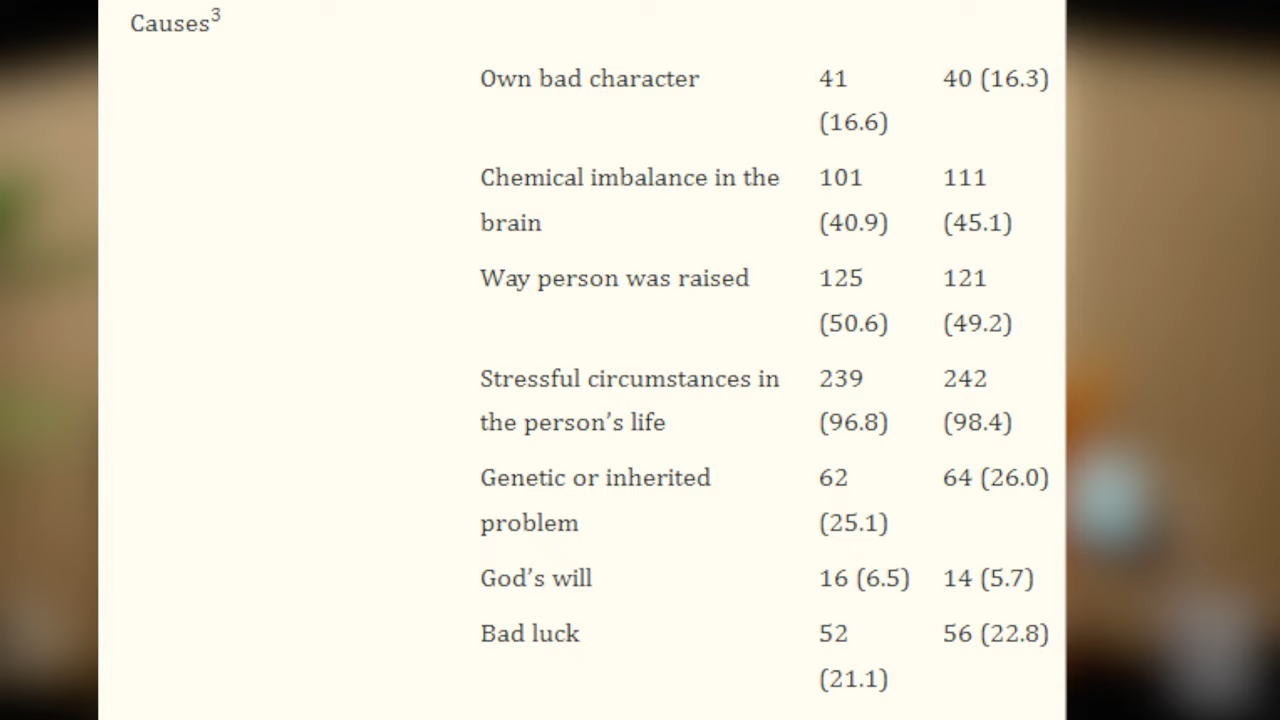 Causes³
Own bad character 41 40 (16.3)
(16.6)
Chemical imbalance in the 101 111
brain (40.9) (45.1)
Way person was raised 125 121
(50.6) (49.2)
Stressful circumstances in 239 242
the person’s life (96.8) (98.4)
Genetic or inherited 62 64 (26.0)
problem (25.1)
God’s will 16 (6.5) 14 (5.7)
Bad luck 52 56 (22.8)
(21.1)